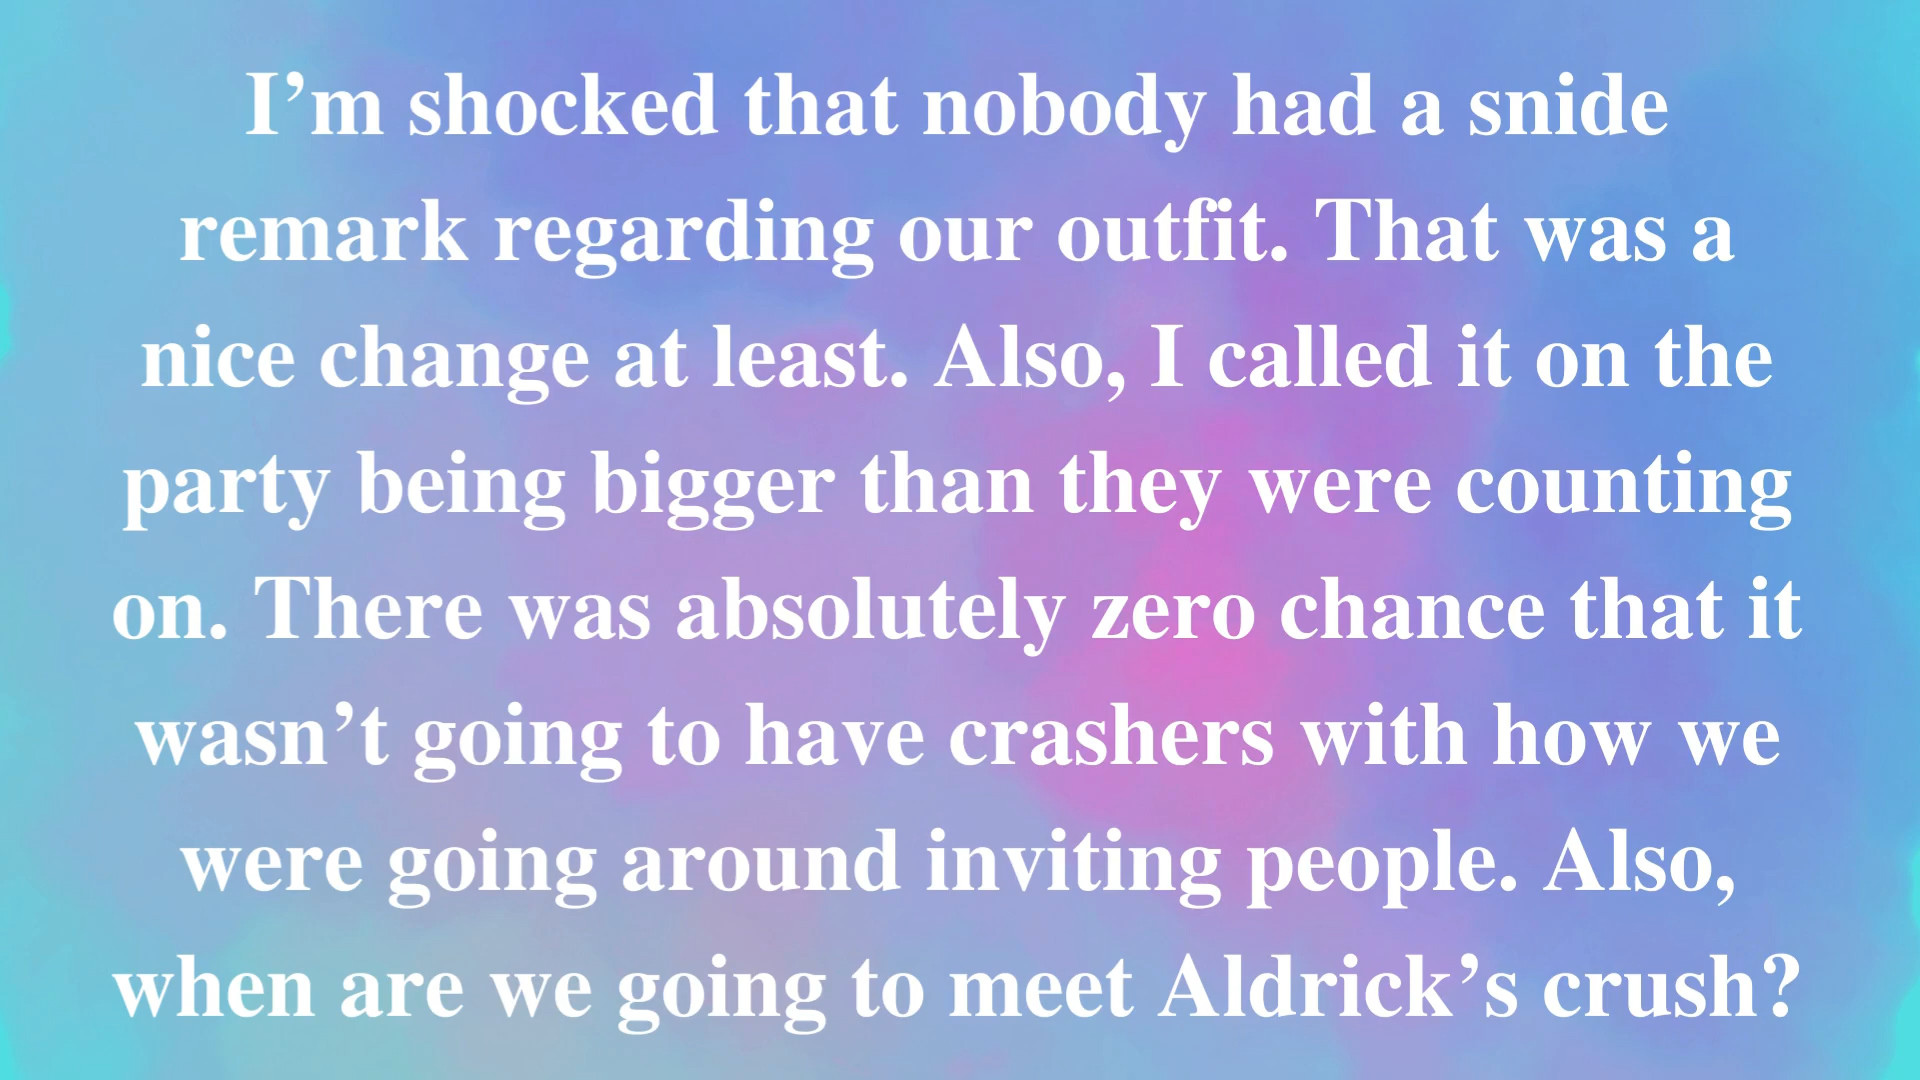 I’m shocked that nobody had a snide
remark regarding our outfit. That was a
nice change at least. Also, I called it on the
party being bigger than they were counting
on. There was absolutely zero chance that it
wasn’t going to have crashers with how we
were going around inviting people. Also,
when are we going to meet Aldrick’s crush?